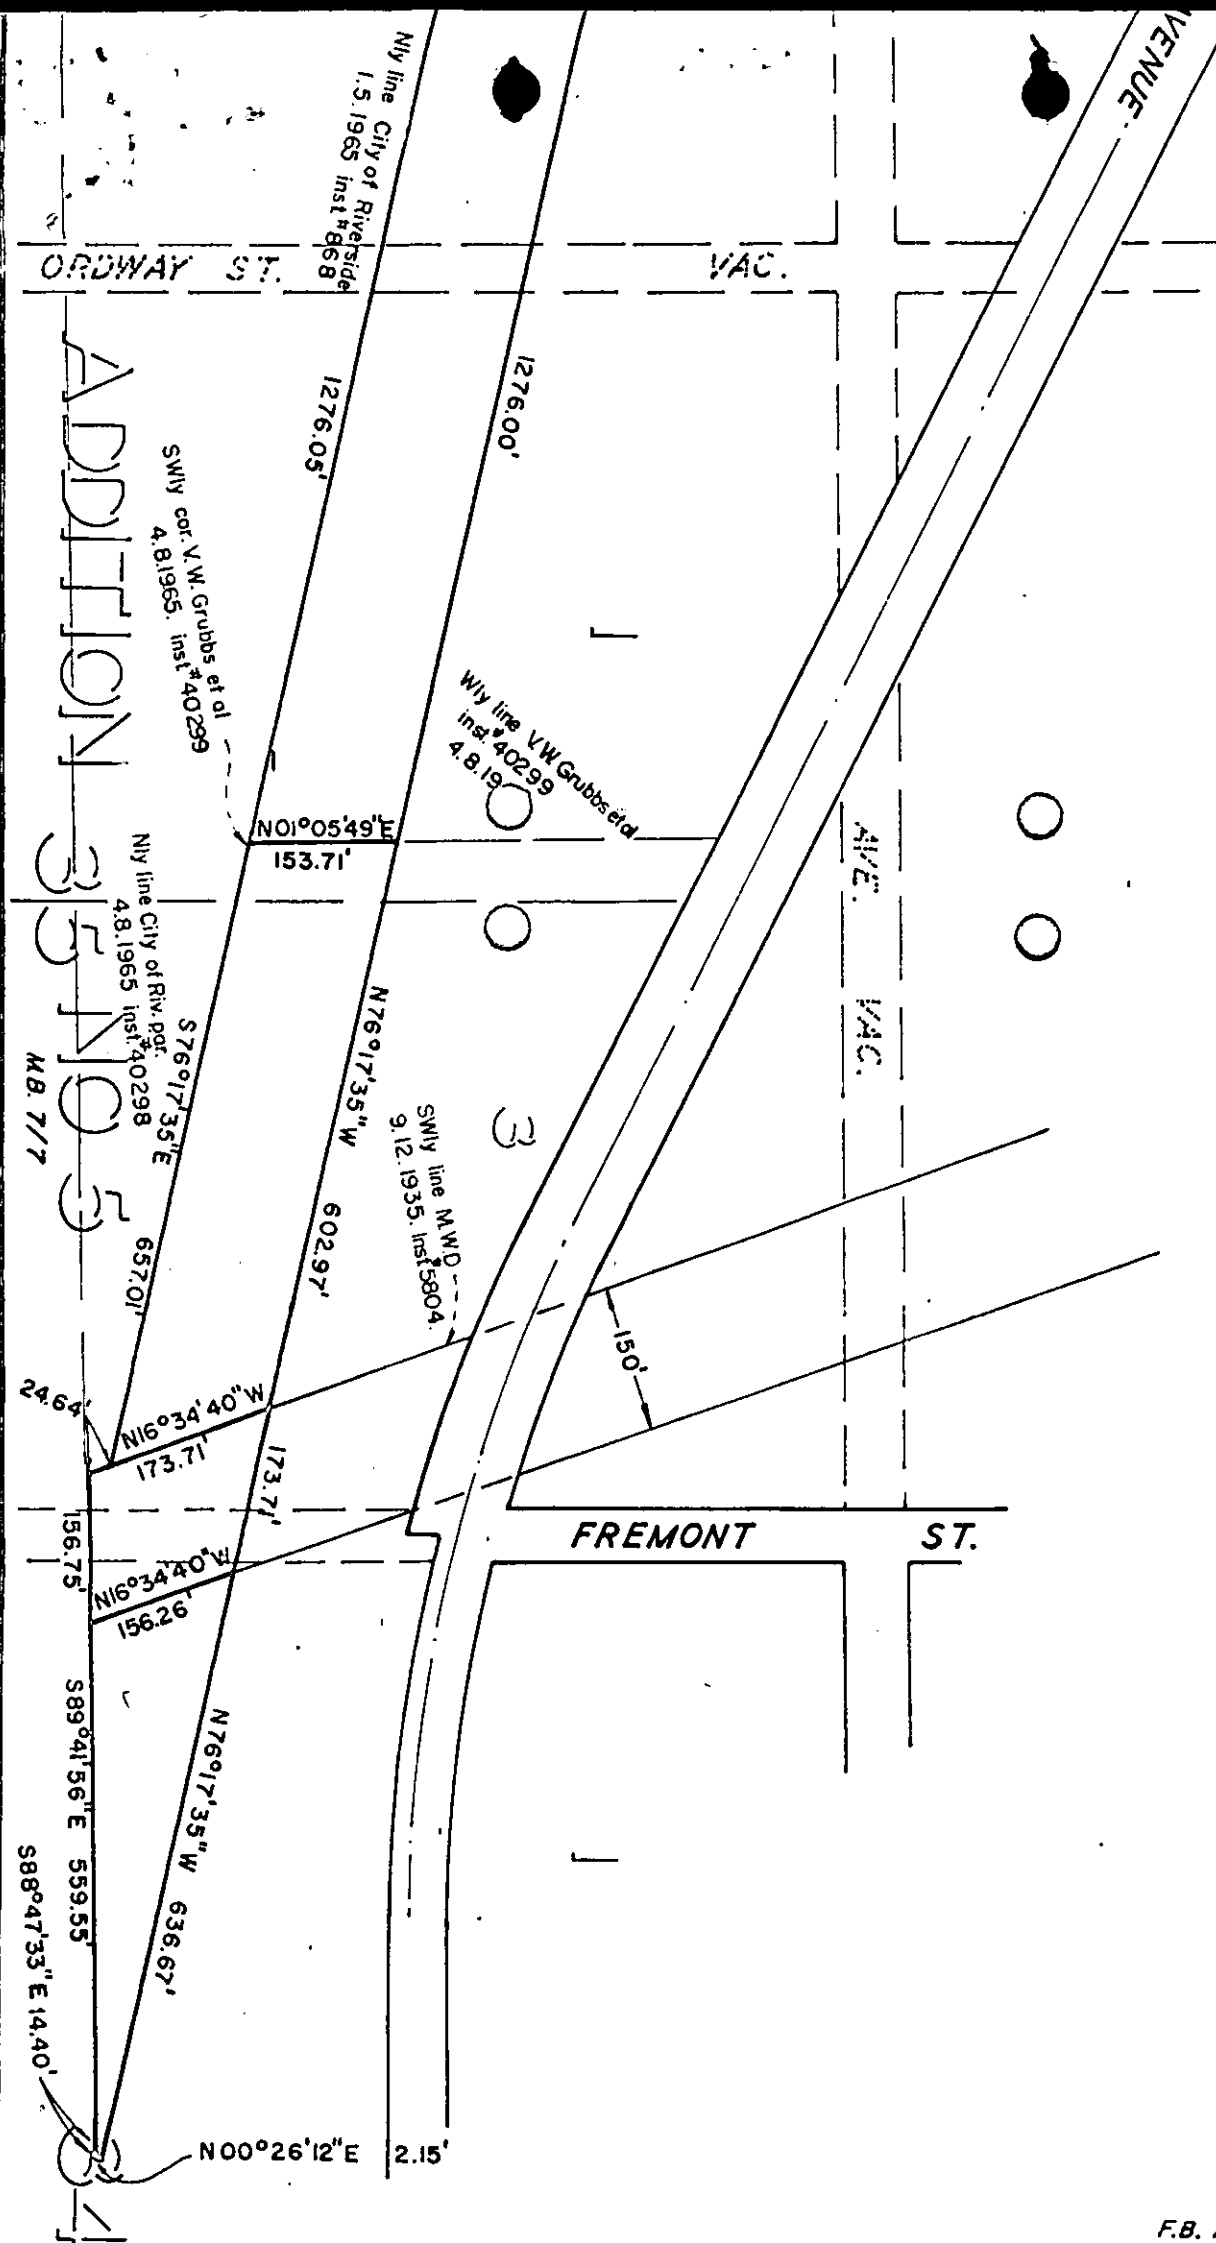 VENUE.
Nly line City of Riverside
1.5.1965 inst#868
ORDWAY ST.
VAC.
1276.05'
1276.00'
ADDITION
SWly cor. V.W. Grubbs et al
4.8.1965. inst#40299
Wly line V.W Grubbs et al
inst.#40299
4.8.19
N01°05'49"E
153.71'
AVE.
VAC.
Nly line City of Riv. par.
4.8.1965 inst.#40298
S76°17'35"E
657.01'
M.B. 7/7
N76°17'35"W
602.97'
3
SWly line M.W.D
9.12.1935. Inst#5804.
150'
24.64'
N16°34'40"W
173.71'
173.71'
156.75'
N16°34'40"W
156.26'
FREMONT ST.
S89°41'56"E 559.55'
N76°17'35"W 636.67'
S88°47'33"E 14.40'
N00°26'12"E 2.15'
F.B.